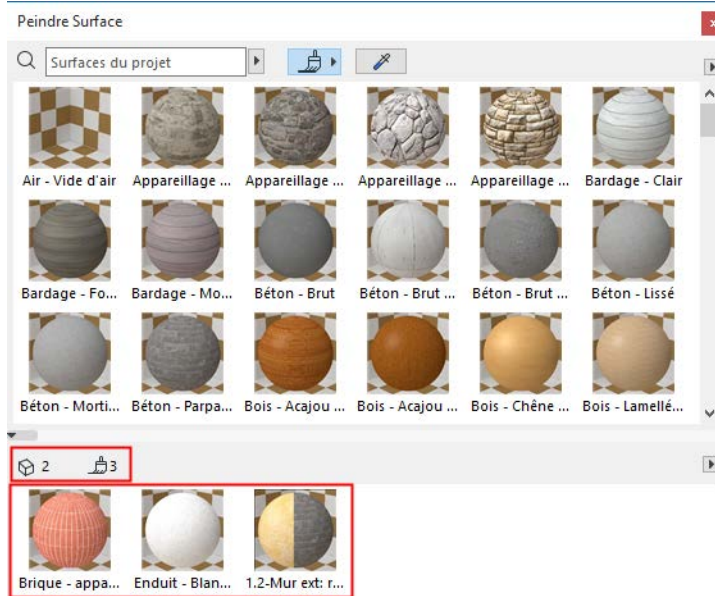 Peindre Surface
Surfaces du projet
Air - Vide d'air Appareillage ... Appareillage ... Appareillage ... Appareillage ... Bardage - Clair
Bardage - Fo... Bardage - Mo... Béton - Brut Béton - Brut ... Béton - Brut ... Béton - Lissé
Béton - Morti... Béton - Parpa... Bois - Acajou ... Bois - Acajou ... Bois - Chêne ... Bois - Lamellé...
2 3
Brique - appa... Enduit - Blan... 1.2-Mur ext: r...